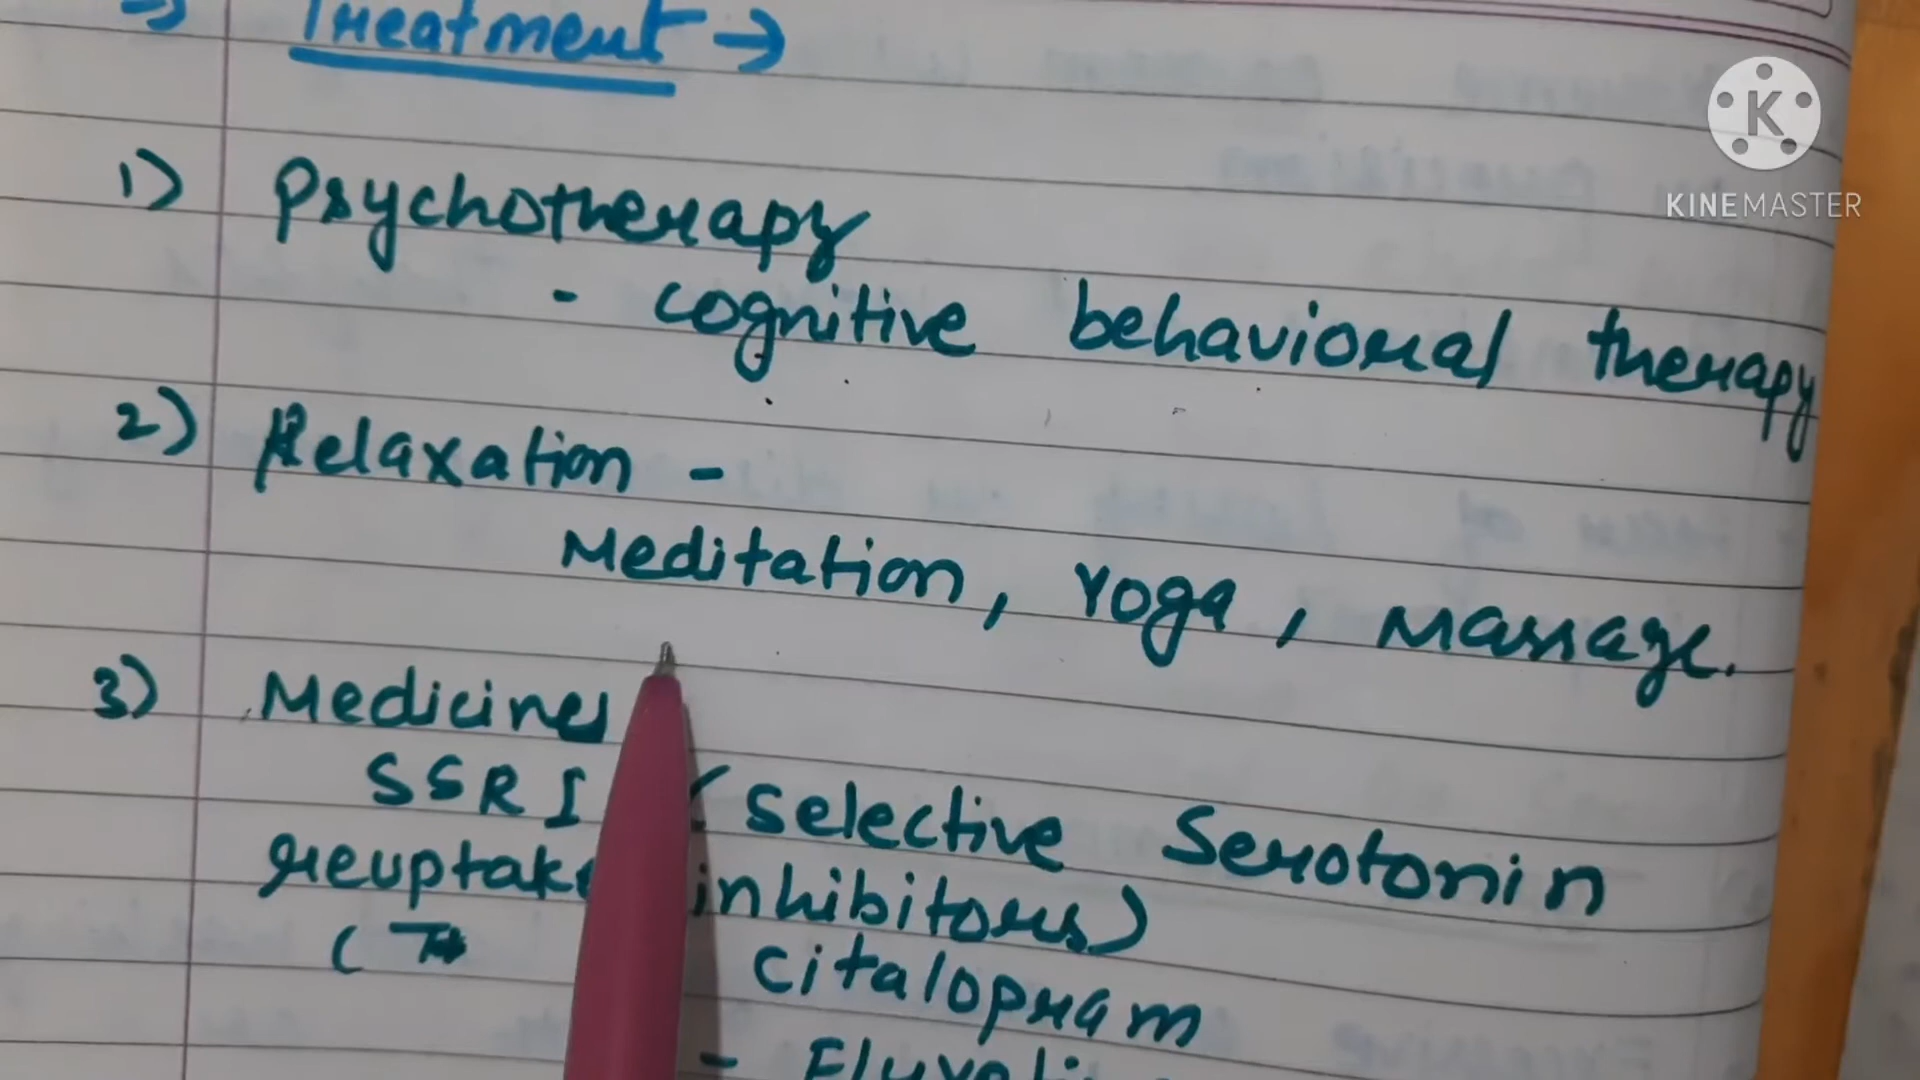 Treatment →
1) Psychotherapy
- cognitive behavioral therapy
2) Relaxation -
Meditation, Yoga, Massage.
3) Medicines
SSRI (Selective Serotonin
reuptake inhibitors)
( Citalopram
-
K
KINEMASTER